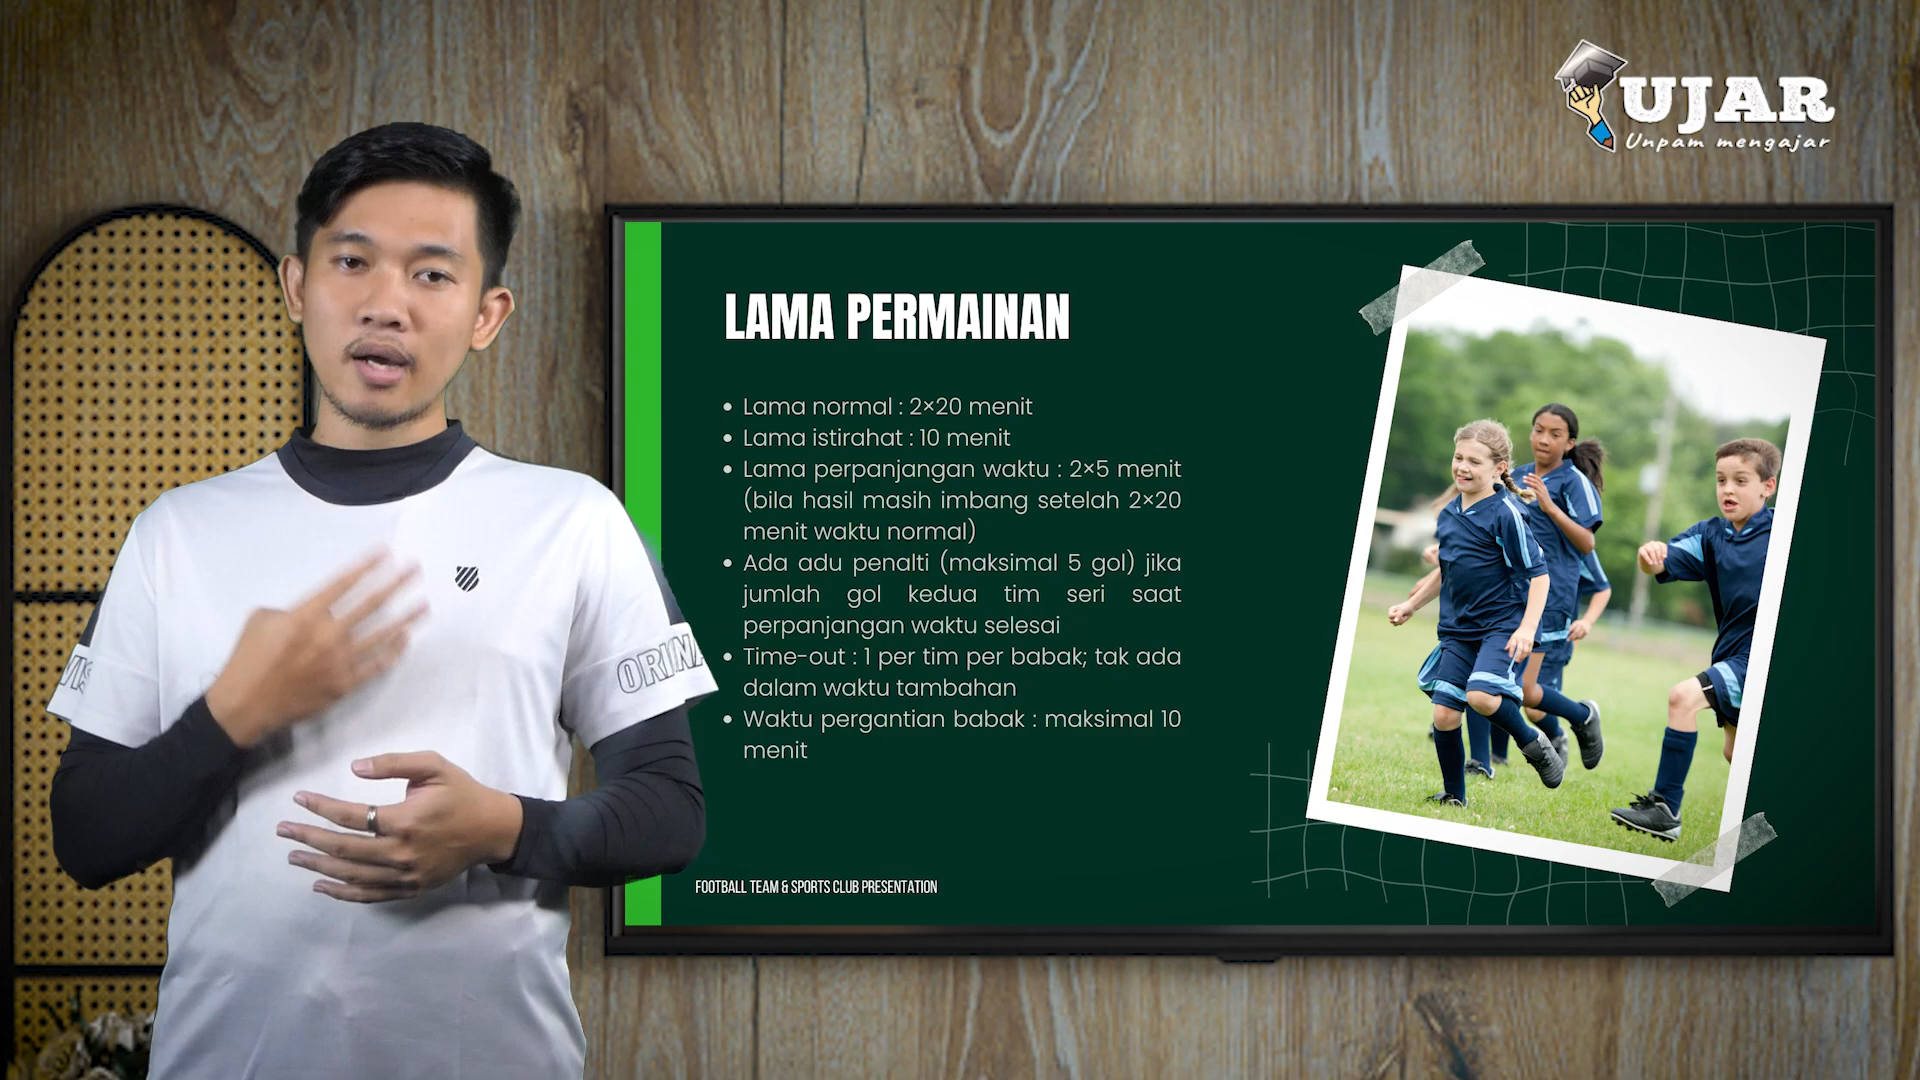 UJAR
Unpam mengajar
LAMA PERMAINAN
• Lama normal : 2×20 menit
• Lama istirahat : 10 menit
• Lama perpanjangan waktu : 2×5 menit
(bila hasil masih imbang setelah 2×20
menit waktu normal)
• Ada adu penalti (maksimal 5 gol) jika
jumlah gol kedua tim seri saat
perpanjangan waktu selesai
• Time-out : 1 per tim per babak; tak ada
dalam waktu tambahan
• Waktu pergantian babak : maksimal 10
menit
FOOTBALL TEAM & SPORTS CLUB PRESENTATION